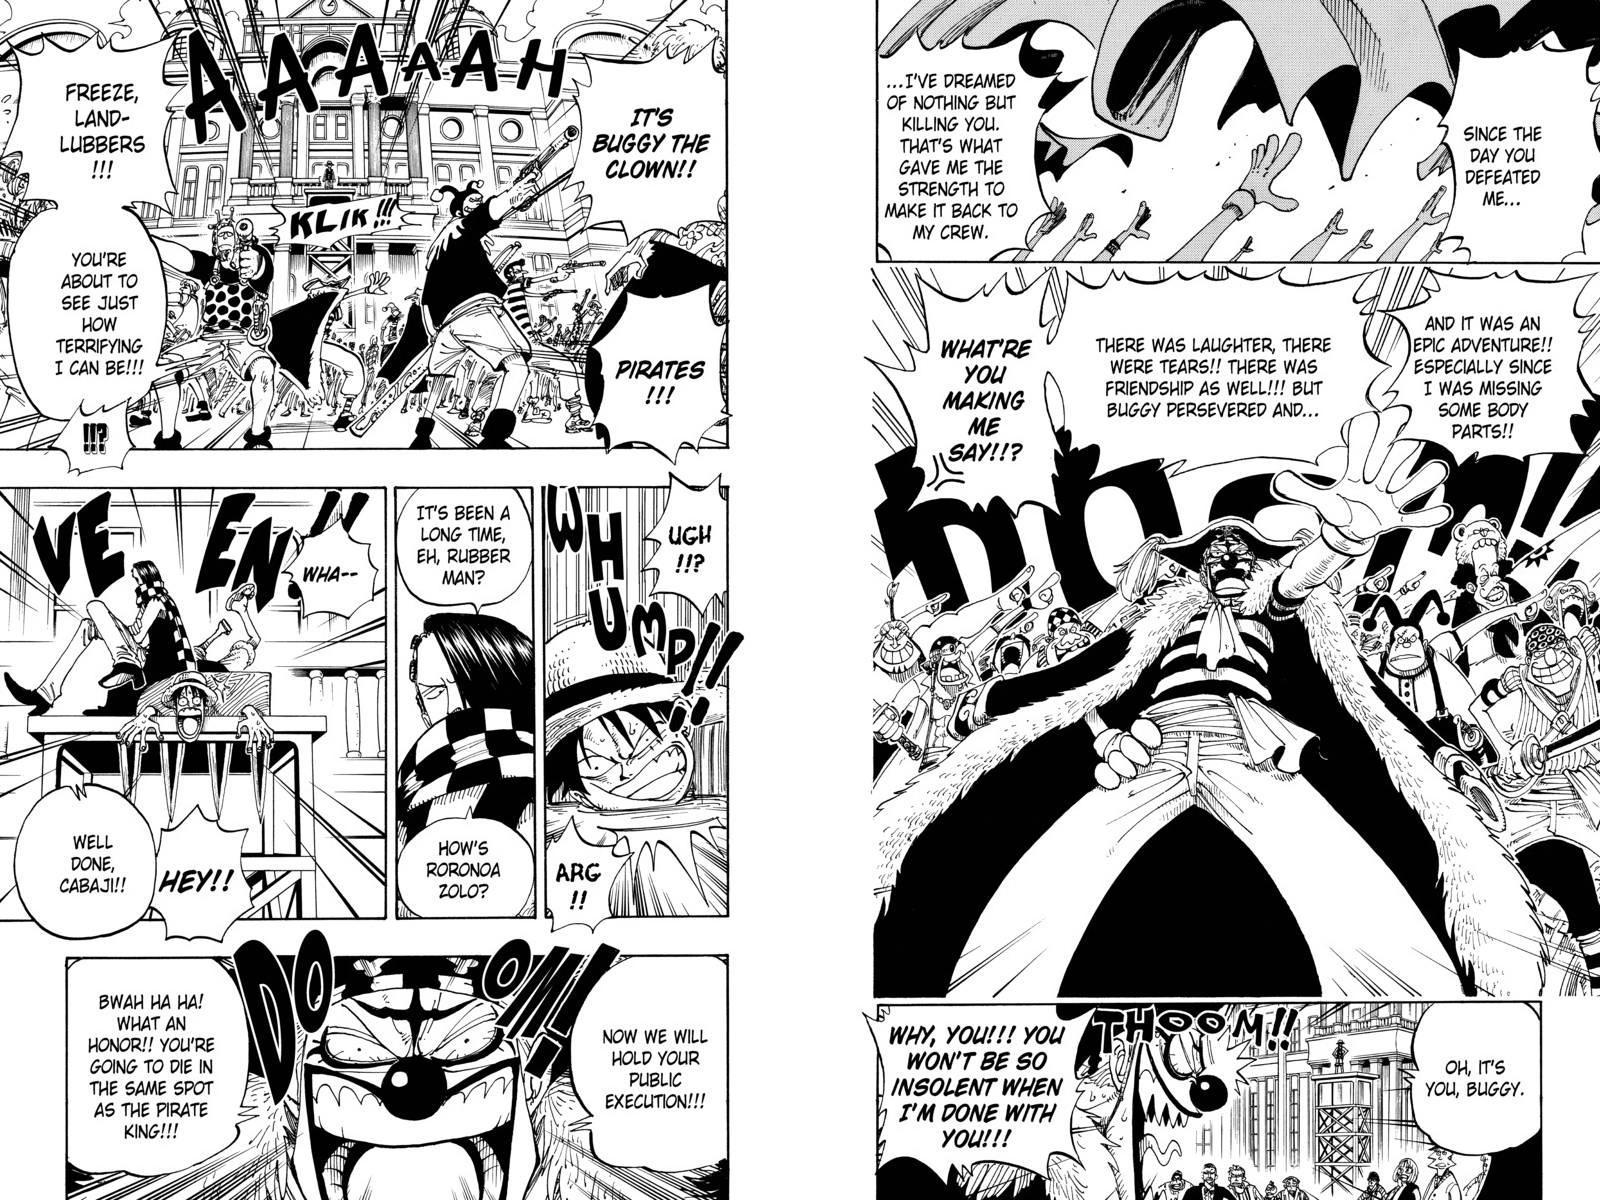 SINCE THE
DAY YOU
DEFEATED
ME...
...I'VE DREAMED
OF NOTHING BUT
KILLING YOU.
THAT'S WHAT
GAVE ME THE
STRENGTH TO
MAKE IT BACK TO
MY CREW.
AND IT WAS AN
EPIC ADVENTURE!!
ESPECIALLY SINCE
I WAS MISSING
SOME BODY
PARTS!!
THERE WAS LAUGHTER, THERE
WERE TEARS!! THERE WAS
FRIENDSHIP AS WELL!!! BUT
BUGGY PERSEVERED AND...
WHAT'RE
YOU
MAKING
ME
SAY!!?
OH, IT'S
YOU, BUGGY.
THOOM!!
WHY, YOU!!! YOU
WON'T BE SO
INSOLENT WHEN
I'M DONE WITH
YOU!!!
IT'S
BUGGY THE
CLOWN!!
PIRATES
!!!
AAAAAAH
KLIK!!!
FREEZE,
LAND-
LUBBERS
!!!
YOU'RE
ABOUT TO
SEE JUST
HOW
TERRIFYING
I CAN BE!!!
!!?
UGH
!!?
WHUMP!!
ARG
!!
IT'S BEEN A
LONG TIME,
EH, RUBBER
MAN?
HOW'S
RORONOA
ZOLO?
VEEN!!
WHA--
HEY!!
WELL
DONE,
CABAJI!!
NOW WE WILL
HOLD YOUR
PUBLIC
EXECUTION!!!
DOOM!!
BWAH HA HA!
WHAT AN
HONOR!! YOU'RE
GOING TO DIE IN
THE SAME SPOT
AS THE PIRATE
KING!!!